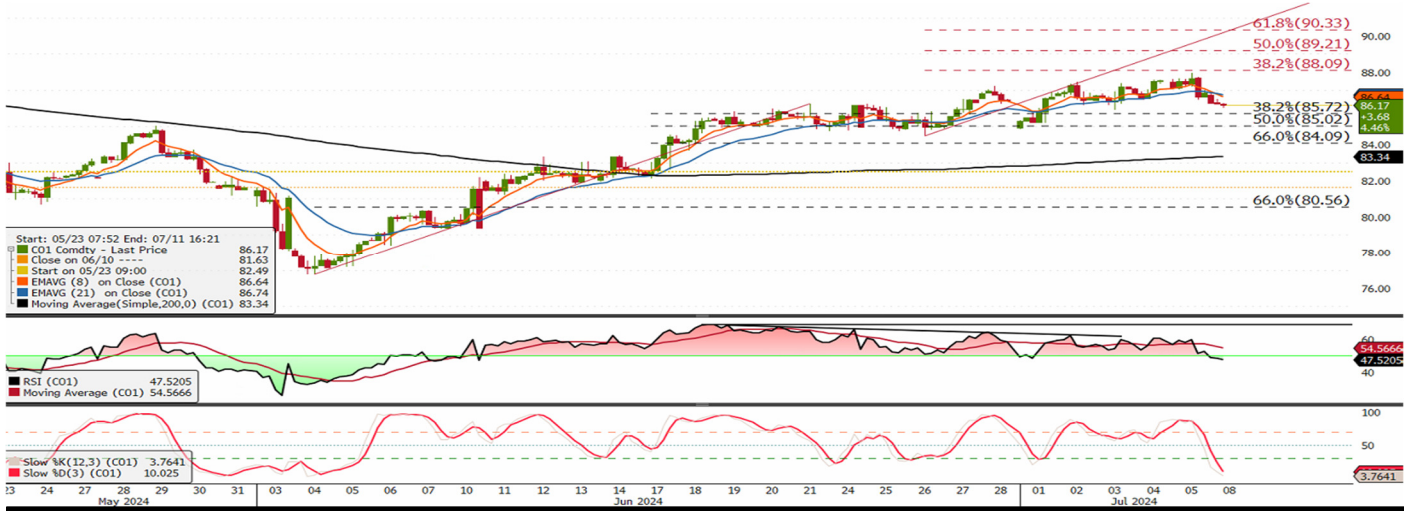 61.8%(90.33)
50.0%(89.21)
38.2%(88.09)
38.2%(85.72)
50.0%(85.02)
66.0%(84.09)
66.0%(80.56)
90.00
88.00
86.64
86.17
+3.68
4.46%
84.00
83.34
82.00
80.00
78.00
76.00
Start: 05/23 07:52 End: 07/11 16:21
CO1 Comdty - Last Price 86.17
Close on 06/10 ---- 81.63
Start on 05/23 09:00 82.49
EMAVG (8) on Close (CO1) 86.64
EMAVG (21) on Close (CO1) 86.74
Moving Average(Simple,200,0) (CO1) 83.34
60
54.5666
47.5205
40
RSI (CO1) 47.5205
Moving Average (CO1) 54.5666
100
50
3.7641
Slow %K(12,3) (CO1) 3.7641
Slow %D(3) (CO1) 10.025
23 24 27 28 29 30 31 03 04 05 06 07 10 11 12 13 14 17 18 19 20 21 24 25 26 27 28 01 02 03 04 05 08
May 2024 Jun 2024 Jul 2024